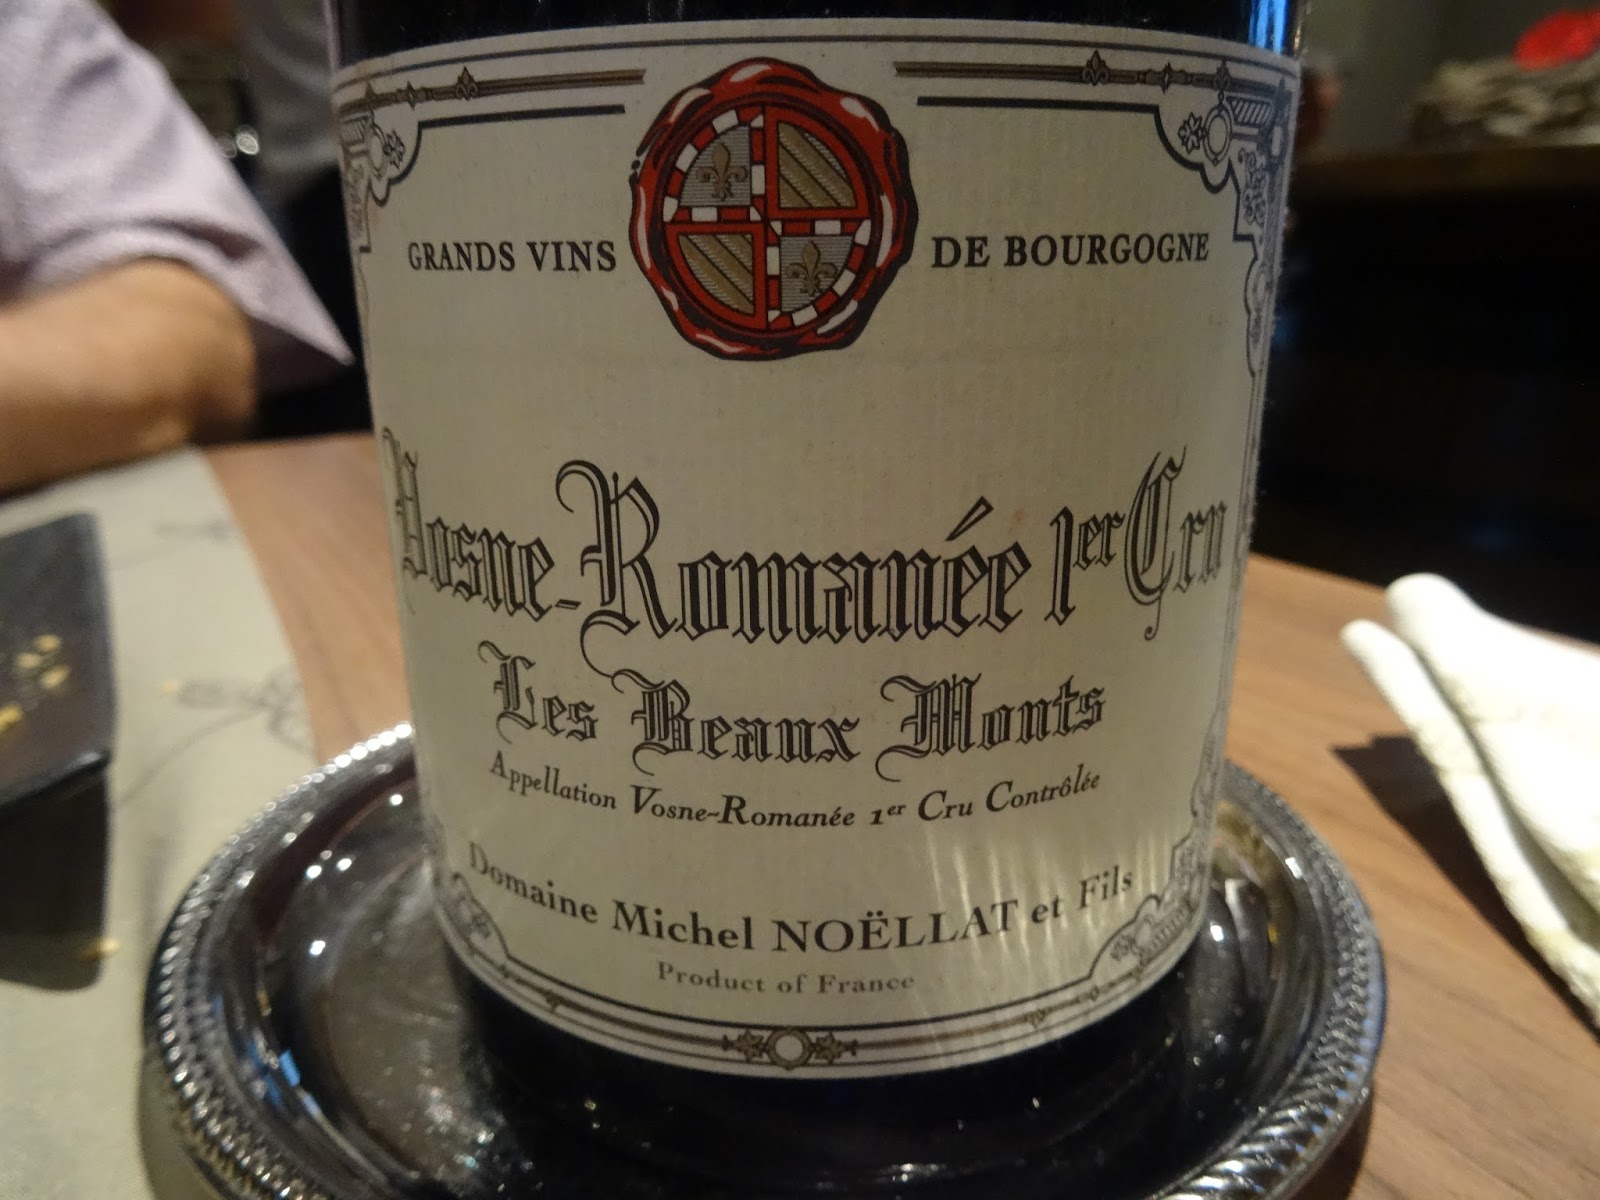 GRANDS VINS DE BOURGOGNE
Vosne-Romanée 1er Cru
Les Beaux Monts
Appellation Vosne-Romanée 1er Cru Contrôlée
Domaine Michel NOËLLAT et Fils
Product of France